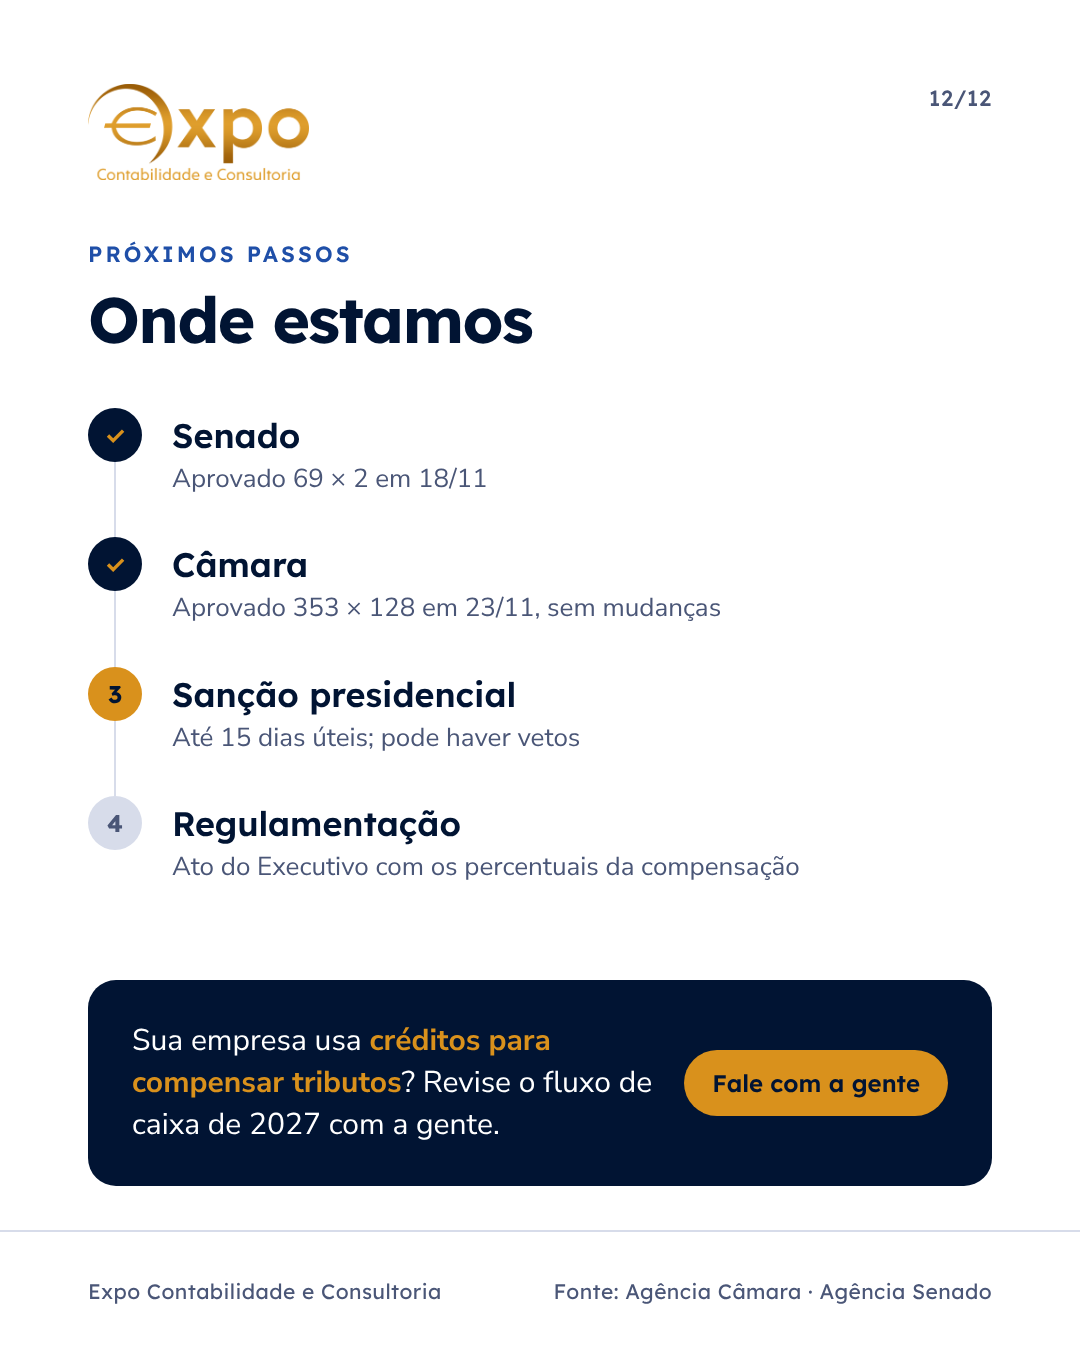 Expo
Contabilidade e Consultoria
12/12
PRÓXIMOS PASSOS
Onde estamos
Senado
Aprovado 69 × 2 em 18/11
Câmara
Aprovado 353 × 128 em 23/11, sem mudanças
3
Sanção presidencial
Até 15 dias úteis; pode haver vetos
4
Regulamentação
Ato do Executivo com os percentuais da compensação
Sua empresa usa créditos para
compensar tributos? Revise o fluxo de
caixa de 2027 com a gente.
Fale com a gente
Expo Contabilidade e Consultoria
Fonte: Agência Câmara · Agência Senado